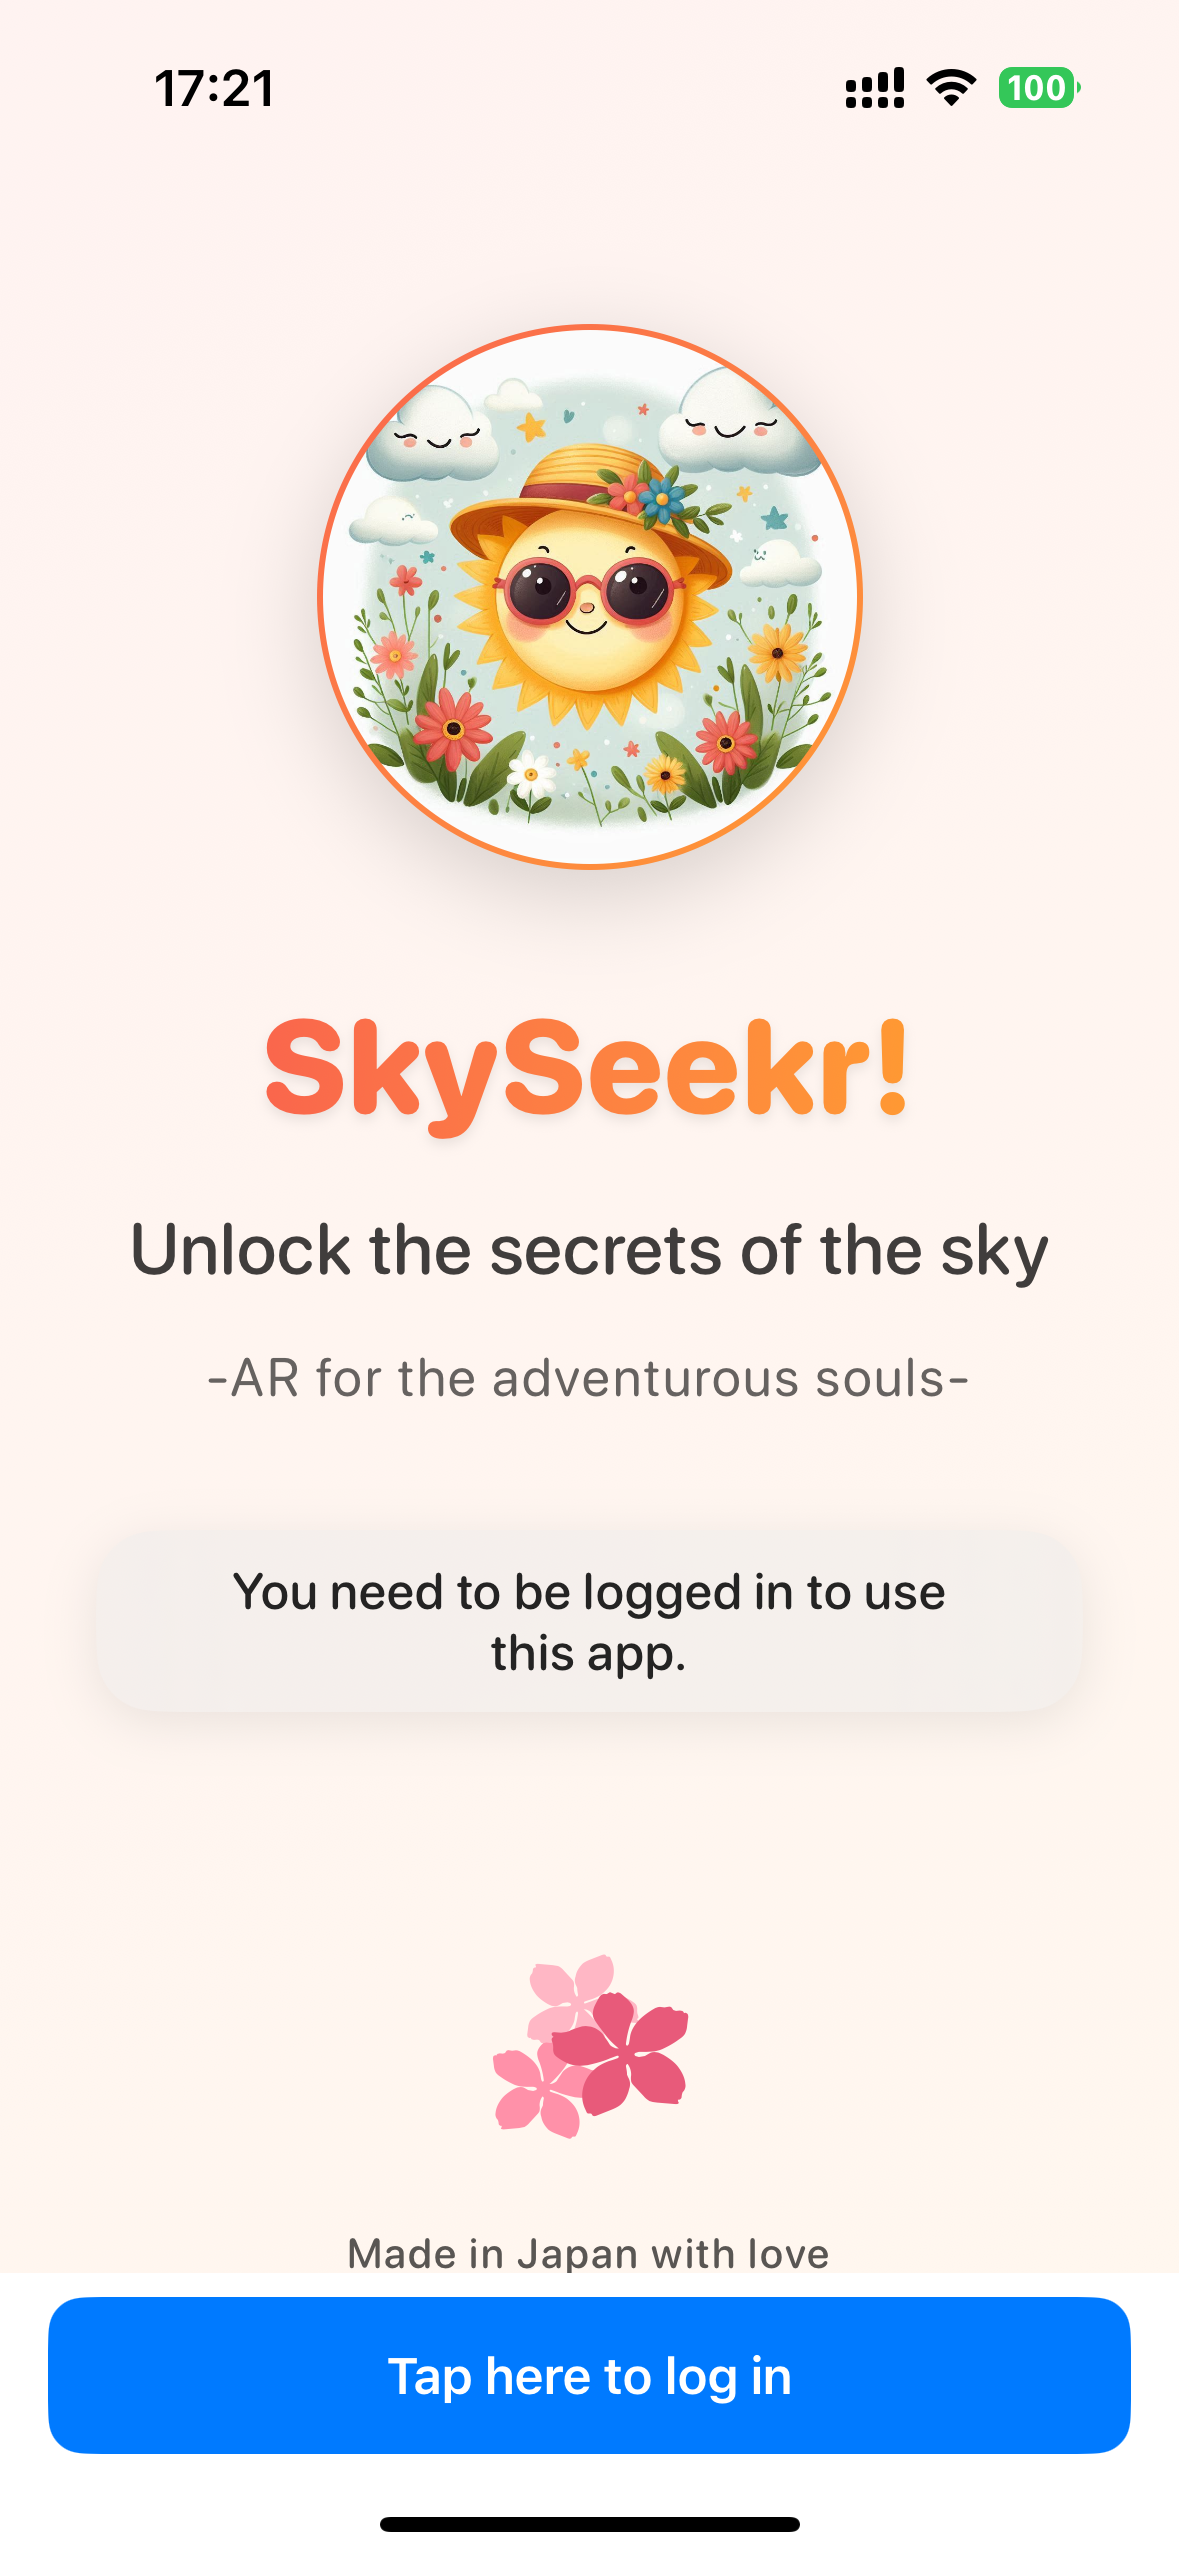 17:21
100
SkySeekr!
Unlock the secrets of the sky
-AR for the adventurous souls-
You need to be logged in to use
this app.
Made in Japan with love
Tap here to log in